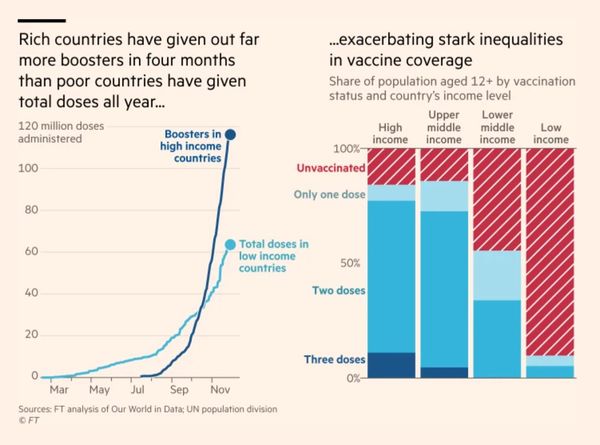 Rich countries have given out far
more boosters in four months
than poor countries have given
total doses all year...
120 million doses
administered
Boosters in
high income
countries
100
80
60
Total doses in
low income
countries
40
20
0
Mar
May
Jul
Sep
Nov
...exacerbating stark inequalities
in vaccine coverage
Share of population aged 12+ by vaccination
status and country's income level
High
income
Upper
middle
income
Lower
middle
income
Low
income
100%
Unvaccinated
Only one dose
50%
Two doses
Three doses
0%
Sources: FT analysis of Our World in Data; UN population division
© FT